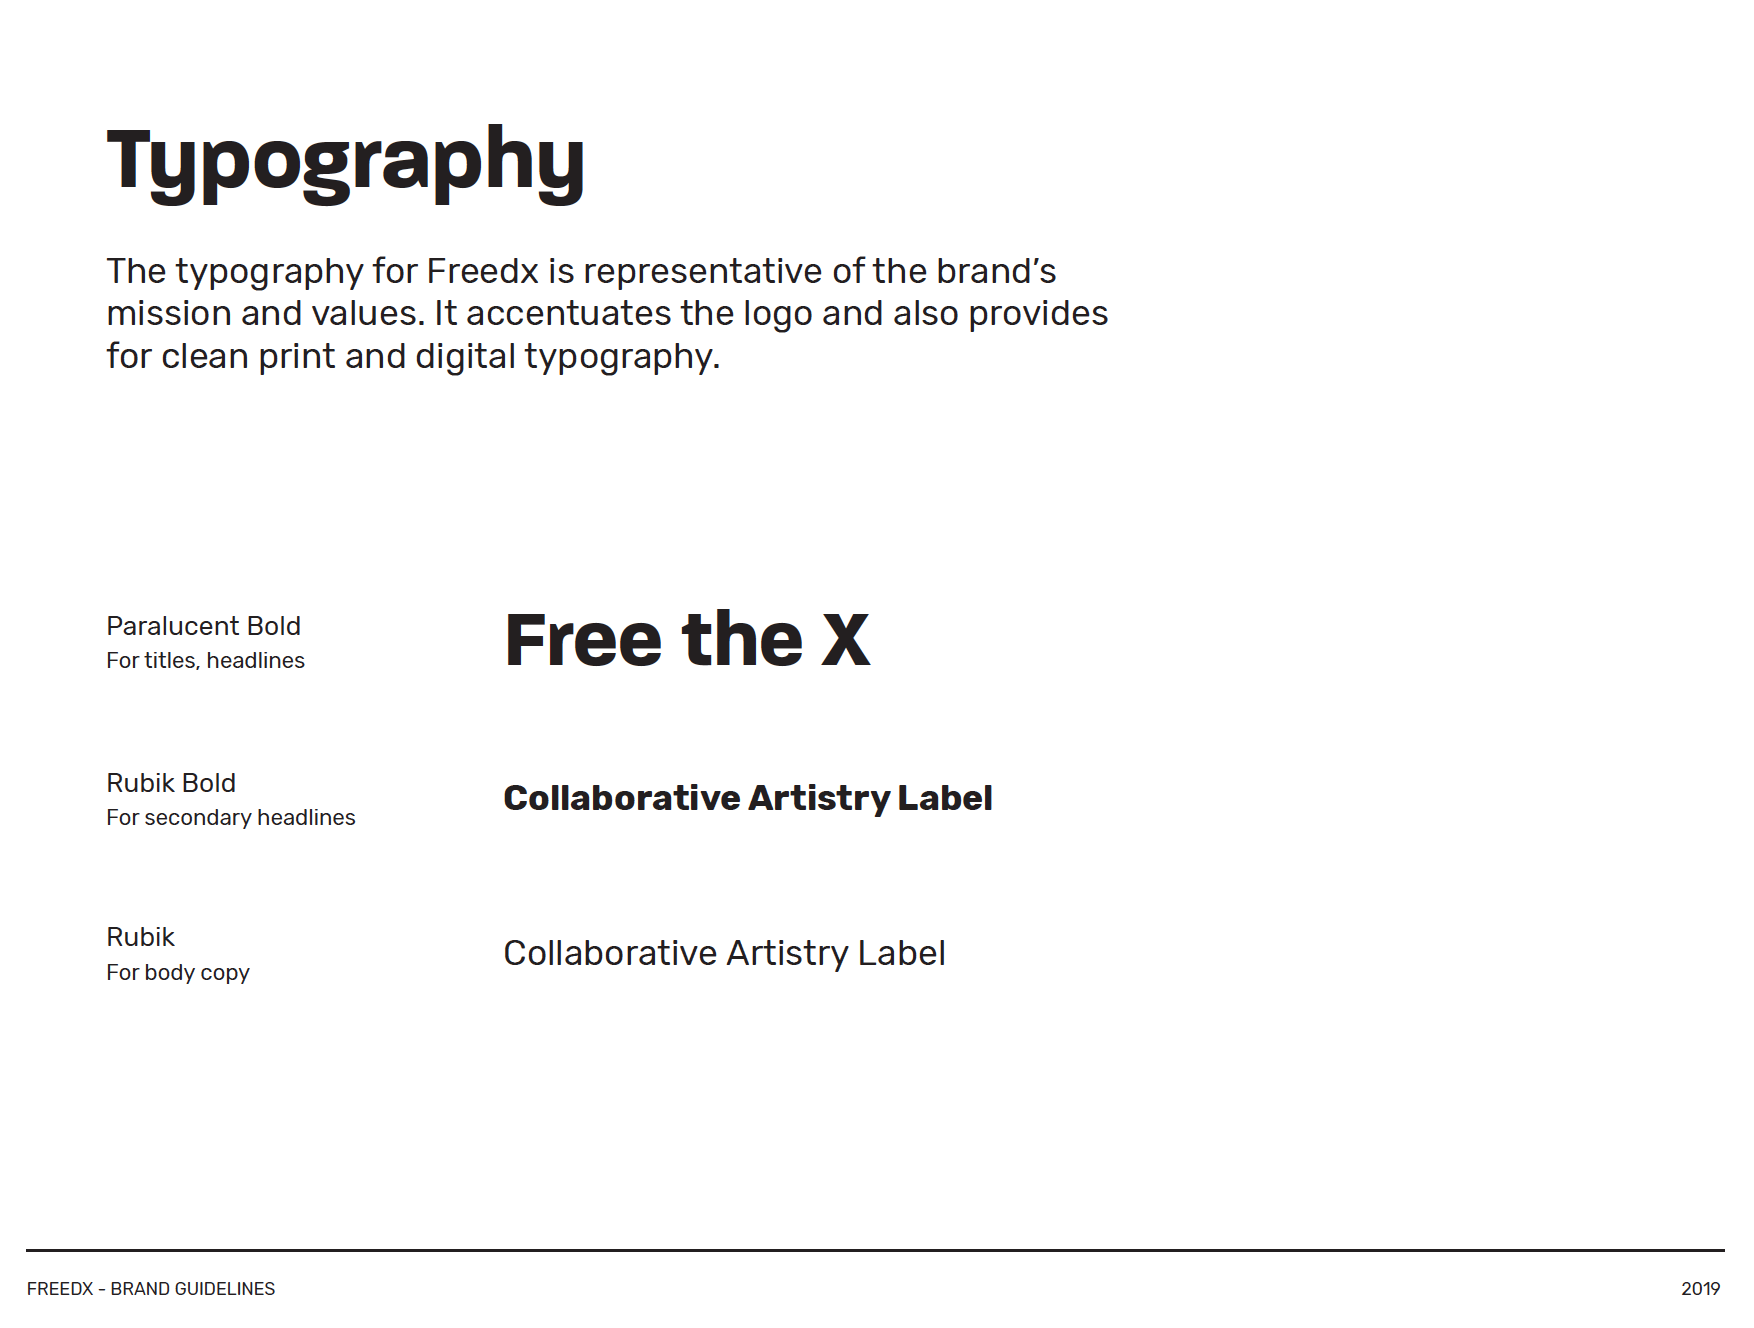 Typography
The typography for Freedx is representative of the brand’s
mission and values. It accentuates the logo and also provides
for clean print and digital typography.
Paralucent Bold
For titles, headlines
Free the X
Rubik Bold
For secondary headlines
Collaborative Artistry Label
Rubik
For body copy
Collaborative Artistry Label
FREEDX - BRAND GUIDELINES
2019